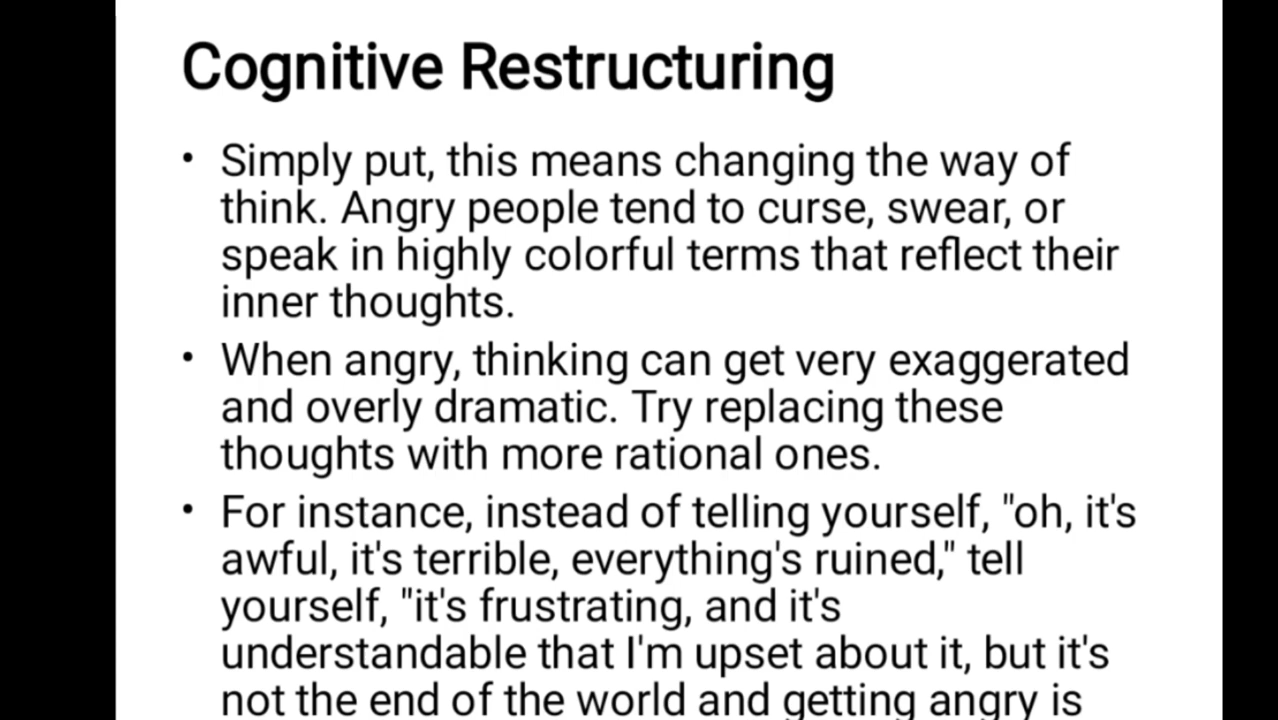 Cognitive Restructuring
• Simply put, this means changing the way of
think. Angry people tend to curse, swear, or
speak in highly colorful terms that reflect their
inner thoughts.
• When angry, thinking can get very exaggerated
and overly dramatic. Try replacing these
thoughts with more rational ones.
• For instance, instead of telling yourself, "oh, it's
awful, it's terrible, everything's ruined," tell
yourself, "it's frustrating, and it's
understandable that I'm upset about it, but it's
not the end of the world and getting angry is